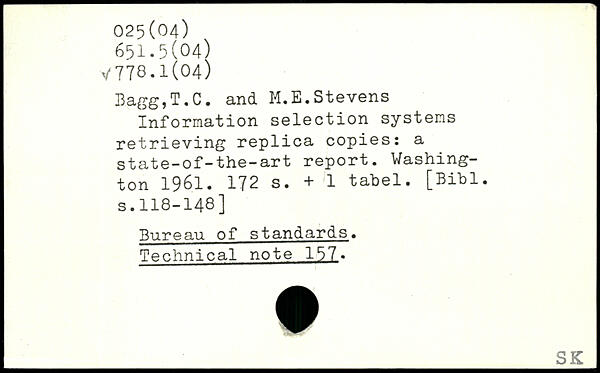 025(04)
651.5(04)
√778.1(04)
Bagg,T.C. and M.E.Stevens
Information selection systems
retrieving replica copies: a
state-of-the-art report. Washing-
ton 1961. 172 s. + 1 tabel. [Bibl.
s.118-148]
Bureau of standards.
Technical note 157.
SK